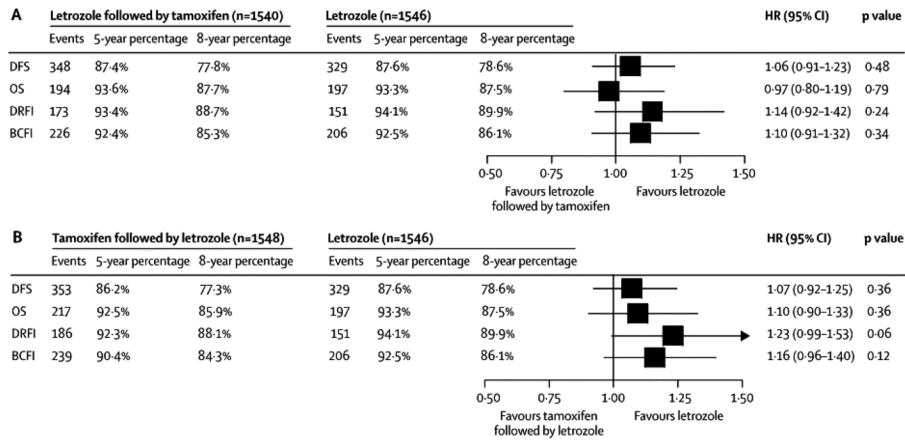 A Letrozole followed by tamoxifen (n=1540) Letrozole (n=1546) HR (95% CI) p value
Events 5-year percentage 8-year percentage Events 5-year percentage 8-year percentage
DFS 348 87·4% 77·8% 329 87·6% 78·6% 1·06 (0·91–1·23) 0·48
OS 194 93·6% 87·7% 197 93·3% 87·5% 0·97 (0·80–1·19) 0·79
DRFI 173 93·4% 88·7% 151 94·1% 89·9% 1·14 (0·92–1·42) 0·24
BCFI 226 92·4% 85·3% 206 92·5% 86·1% 1·10 (0·91–1·32) 0·34
0·50 0·75 1·00 1·25 1·50
Favours letrozole Favours letrozole
followed by tamoxifen
B Tamoxifen followed by letrozole (n=1548) Letrozole (n=1546) HR (95% CI) p value
Events 5-year percentage 8-year percentage Events 5-year percentage 8-year percentage
DFS 353 86·2% 77·3% 329 87·6% 78·6% 1·07 (0·92–1·25) 0·36
OS 217 92·5% 85·9% 197 93·3% 87·5% 1·10 (0·90–1·33) 0·36
DRFI 186 92·3% 88·1% 151 94·1% 89·9% 1·23 (0·99–1·53) 0·06
BCFI 239 90·4% 84·3% 206 92·5% 86·1% 1·16 (0·96–1·40) 0·12
0·50 0·75 1·00 1·25 1·50
Favours tamoxifen Favours letrozole
followed by letrozole